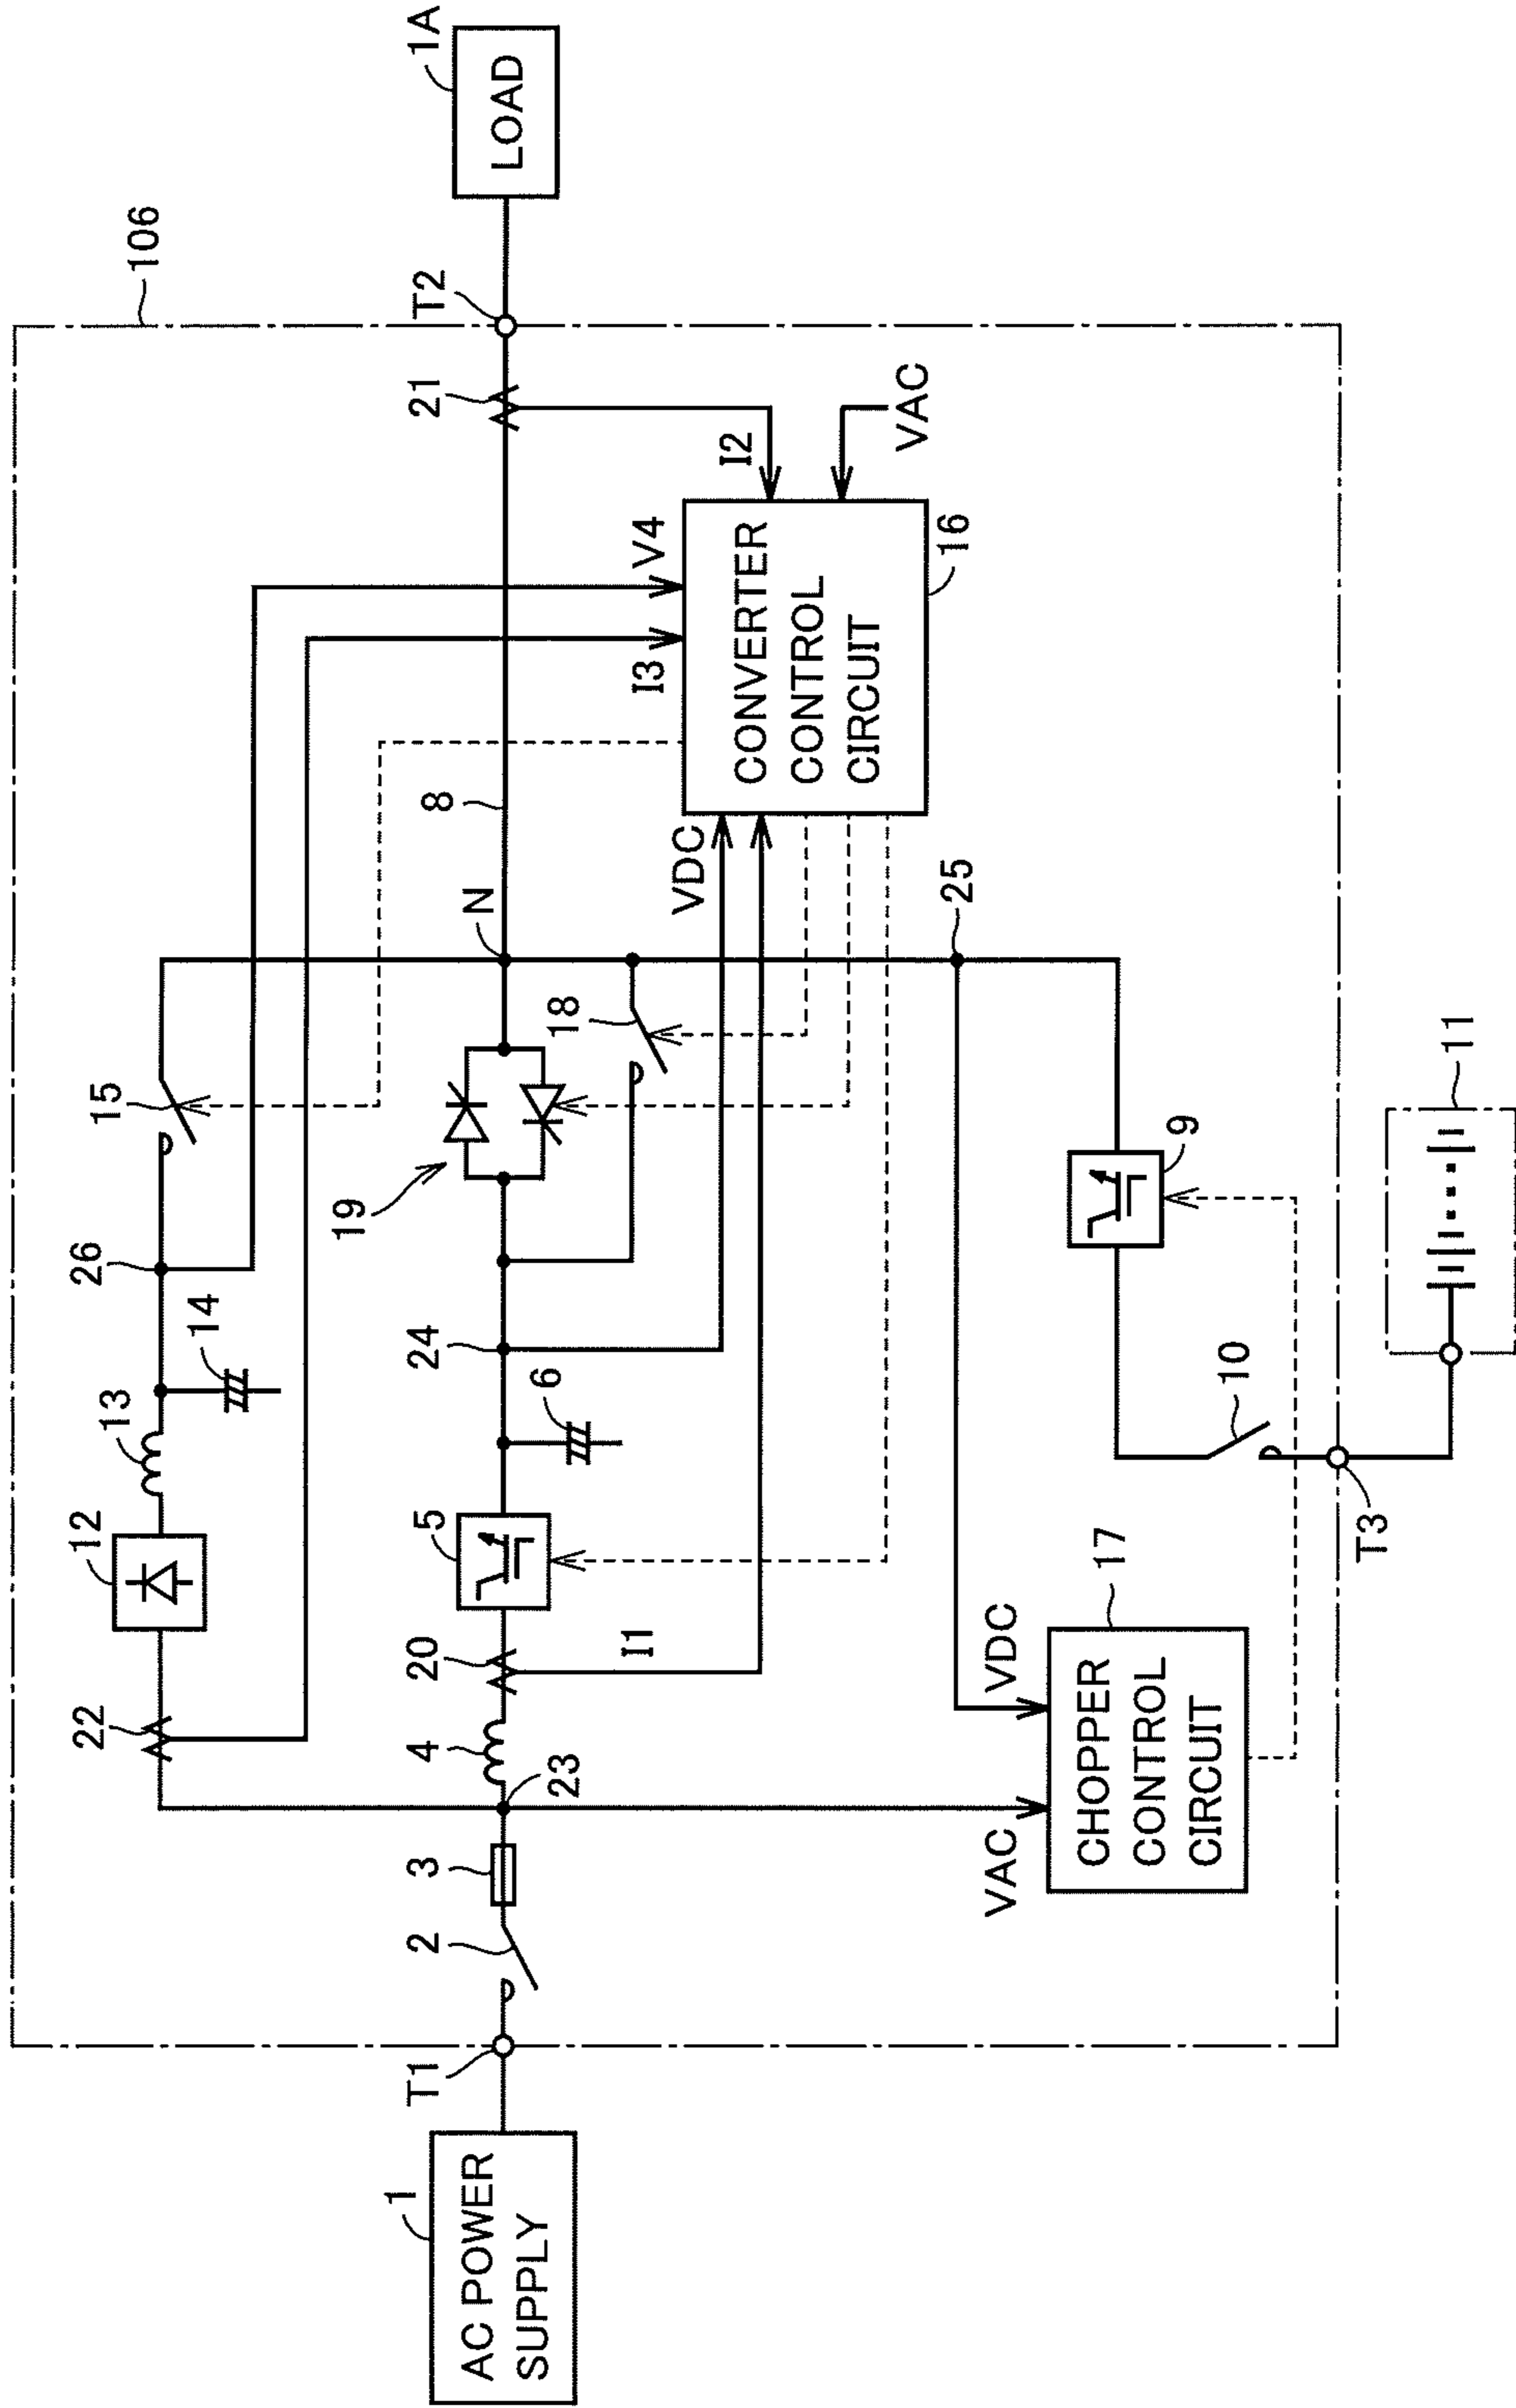 106
22
12
13
14
26
15
1
AC POWER
SUPPLY
T1
2
3
23
4
20
I1
5
6
24
19
18
N
8
21
T2
1A
LOAD
VDC
I3
V4
I2
VAC
CONVERTER
CONTROL
CIRCUIT
16
25
VAC
VDC
CHOPPER
CONTROL
CIRCUIT
17
9
10
T3
11